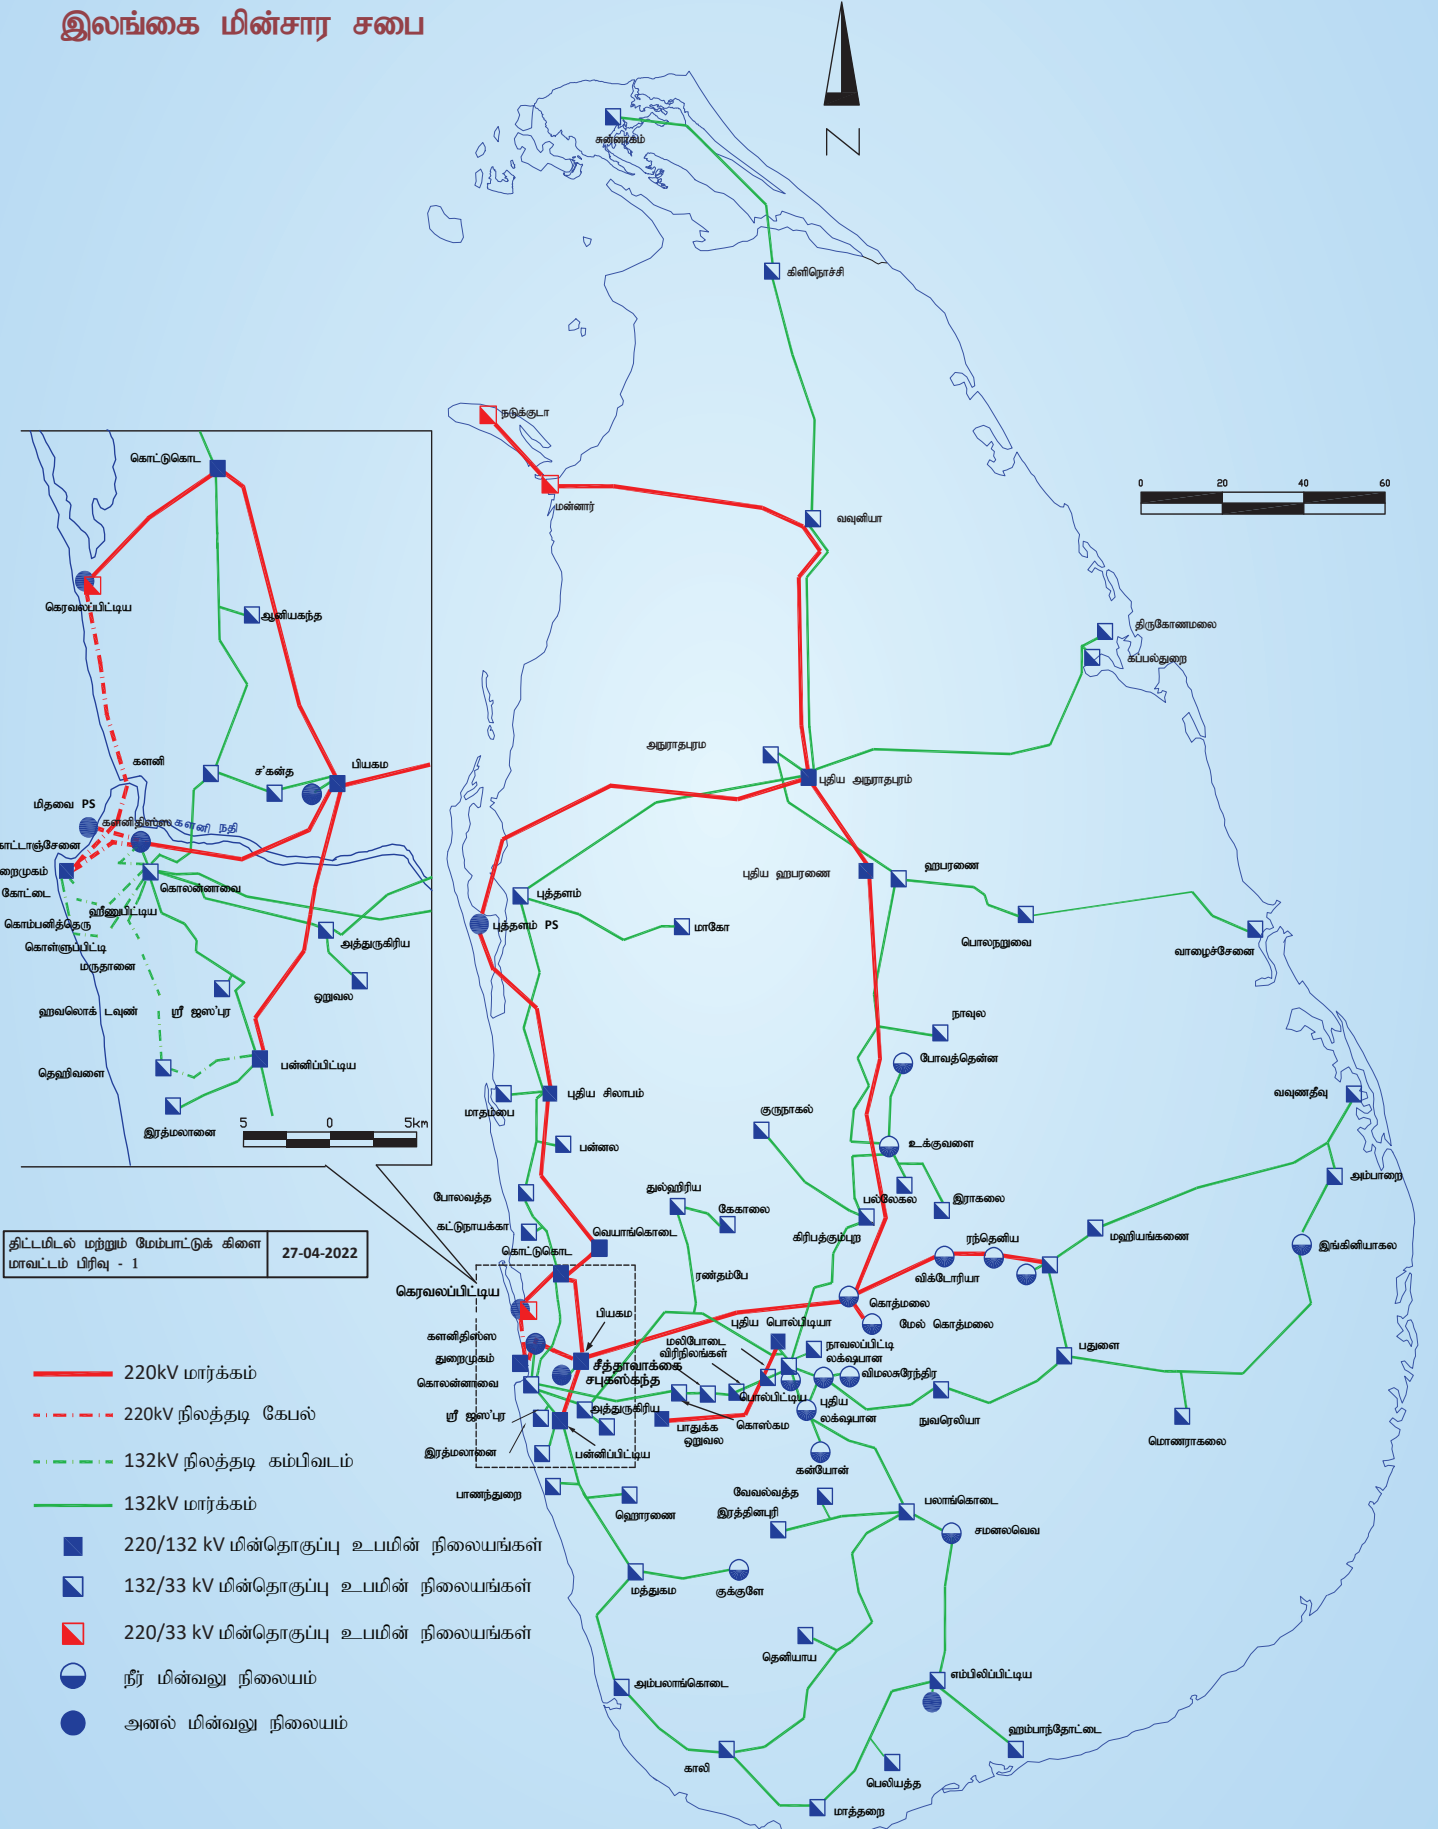 இலங்கை மின்சார சபை
N
சுன்னாகம்
கிளிநொச்சி
நடுக்குடா
மன்னார்
வவுனியா
0 20 40 60
திருகோணமலை
கப்பல்துறை
அநுராதபுரம
புதிய அநுராதபுரம்
புதிய ஹபரணை
ஹபரணை
பொலநறுவை
வாழைச்சேனை
புத்தளம்
புத்தளம் PS
மாகோ
நாவுல
போவத்தென்ன
புதிய சிலாபம்
மாதம்பை
பன்னல
குருநாகல்
உக்குவளை
வவுணதீவு
அம்பாறை
போலவத்த
துல்ஹிரிய
கேகாலை
பல்லேகல
இராகலை
கட்டுநாயக்கா
வெயாங்கொடை
கிரிபத்கும்புற
ரந்தெனிய
மஹியங்கணை
இங்கினியாகல
கொட்டுகொட
ரண்தம்பே
விக்டோரியா
கெரவலப்பிட்டிய
பியகம
கொத்மலை
மேல் கொத்மலை
களனிதிஸ்ஸ
புதிய பொல்பிடியா
மலிபோடை
விரிநிலங்கள்
நாவலப்பிட்டி
லக்ஷபான
பதுளை
துறைமுகம்
சீத்தாவாக்கை
சபுகஸ்கந்த
விமலசுரேந்திர
கொலன்னாவை
பொல்பிட்டிய
புதிய
லக்ஷபான
நுவரெலியா
ஸ்ரீ ஜஸ'புர
அத்துருகிரிய
பாதுக்க
ஒறுவல
கொஸ்கம
மொணராகலை
இரத்மலானை
பன்னிப்பிட்டிய
கன்யோன்
பாணந்துறை
ஹொரணை
வேவல்வத்த
இரத்தினபுரி
பலாங்கொடை
சமனலவெவ
மத்துகம
குக்குளே
தெனியாய
எம்பிலிப்பிட்டிய
அம்பலாங்கொடை
ஹம்பாந்தோட்டை
காலி
பெலியத்த
மாத்தறை
கொட்டுகொட
கெரவலப்பிட்டிய
ஆனியகந்த
களனி
ச'கன்த
பியகம
மிதவை PS
களனிதிஸ்ஸ
களனி நதி
காட்டாஞ்சேனை
றைமுகம்
கோட்டை
கொலன்னாவை
ஹீணுபிட்டிய
கொம்பனித்தெரு
கொள்ளுப்பிட்டி
அத்துருகிரிய
மருதானை
ஒறுவல
ஹவலொக் டவுண்
ஸ்ரீ ஜஸ'புர
தெஹிவளை
பன்னிப்பிட்டிய
இரத்மலானை
5 0 5km
திட்டமிடல் மற்றும் மேம்பாட்டுக் கிளை
மாவட்டம் பிரிவு - 1
27-04-2022
220kV மார்க்கம்
220kV நிலத்தடி கேபல்
132kV நிலத்தடி கம்பிவடம்
132kV மார்க்கம்
220/132 kV மின்தொகுப்பு உபமின் நிலையங்கள்
132/33 kV மின்தொகுப்பு உபமின் நிலையங்கள்
220/33 kV மின்தொகுப்பு உபமின் நிலையங்கள்
நீர் மின்வலு நிலையம்
அனல் மின்வலு நிலையம்